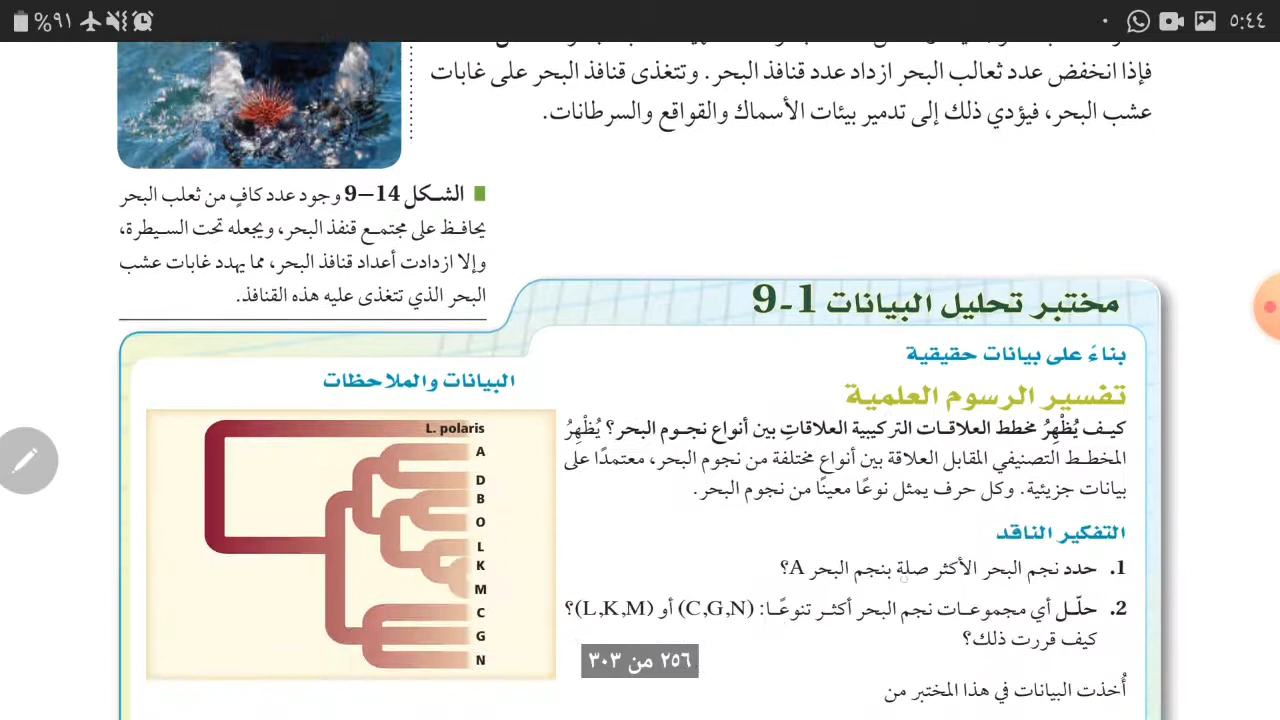 %٩١
٥:٤٤
فإذا انخفض عدد ثعالب البحر ازداد عدد قنافذ البحر. وتتغذى قنافذ البحر على غابات
عشب البحر، فيؤدي ذلك إلى تدمير بيئات الأسماك والقواقع والسرطانات.
الشكل 14–9 وجود عدد كافٍ من ثعلب البحر
يحافظ على مجتمع قنفذ البحر، ويجعله تحت السيطرة،
وإلا ازدادت أعداد قنافذ البحر، مما يهدد غابات عشب
البحر الذي تتغذى عليه هذه القنافذ.
مختبر تحليل البيانات 1-9
بناءً على بيانات حقيقية
تفسير الرسوم العلمية
كيف يُظْهِرُ مخطط العلاقات التركيبية العلاقاتِ بين أنواع نجوم البحر؟ يُظْهِرُ
المخطط التصنيفي المقابل العلاقة بين أنواع مختلفة من نجوم البحر، معتمدًا على
بيانات جزيئية. وكل حرف يمثل نوعًا معينًا من نجوم البحر.
التفكير الناقد
1. حدد نجم البحر الأكثر صلة بنجم البحر A؟
2. حلّل أي مجموعات نجم البحر أكثر تنوعًا: (C,G,N) أو (L,K,M)؟
كيف قررت ذلك؟
أُخذت البيانات في هذا المختبر من
البيانات والملاحظات
L. polaris
A
D
B
O
L
K
M
C
G
N
٢٥٦ من ٣٠٣